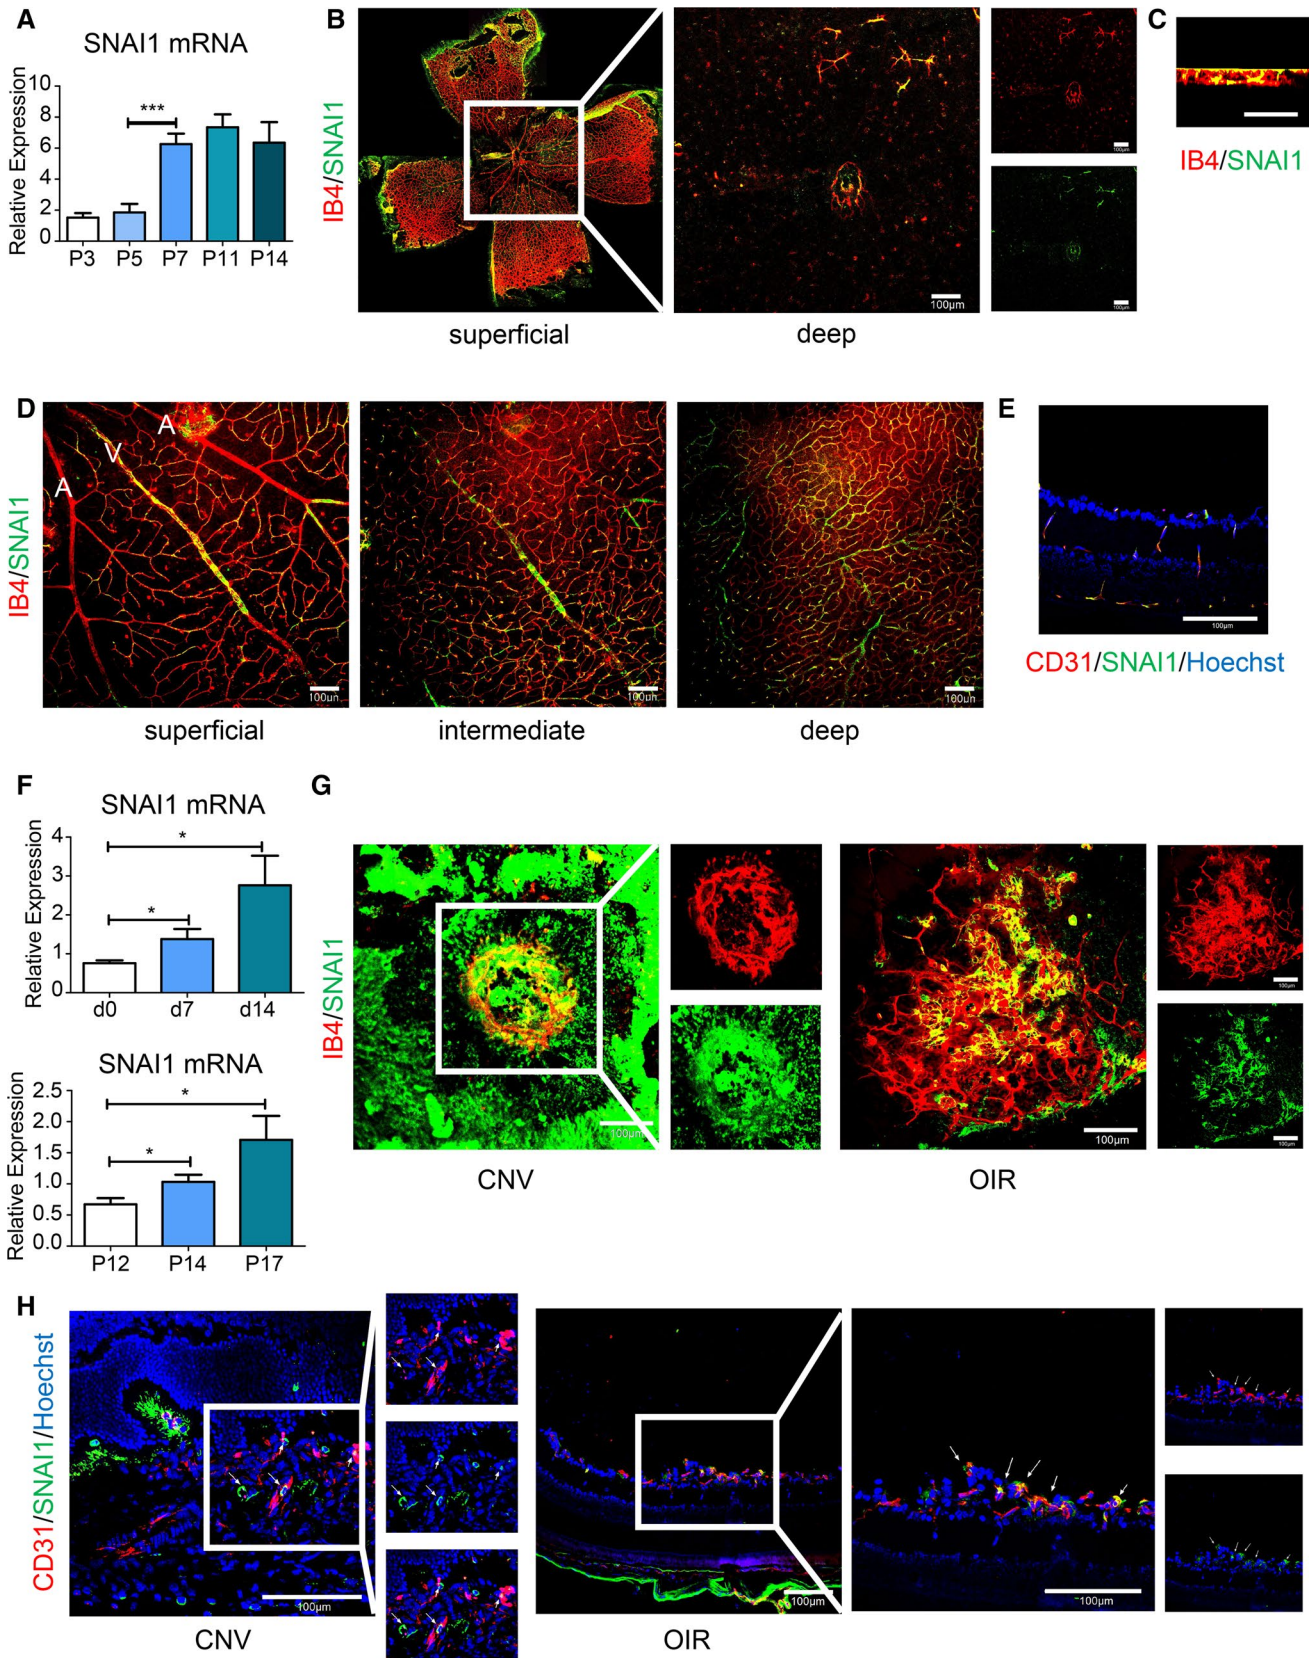 A
SNAI1 mRNA
Relative Expression
10
8
6
4
2
0
***
P3 P5 P7 P11 P14
B
IB4/SNAI1
100µm
100µm
100µm
superficial deep
C
IB4/SNAI1
D
IB4/SNAI1
A
V
A
100µm
100µm
100µm
superficial intermediate deep
E
100µm
CD31/SNAI1/Hoechst
F
SNAI1 mRNA
Relative Expression
4
3
2
1
0
*
*
d0 d7 d14
SNAI1 mRNA
Relative Expression
2.5
2.0
1.5
1.0
0.5
0.0
*
*
P12 P14 P17
G
IB4/SNAI1
100µm
100µm
100µm
100µm
CNV OIR
H
CD31/SNAI1/Hoechst
100µm
100µm
100µm
CNV OIR